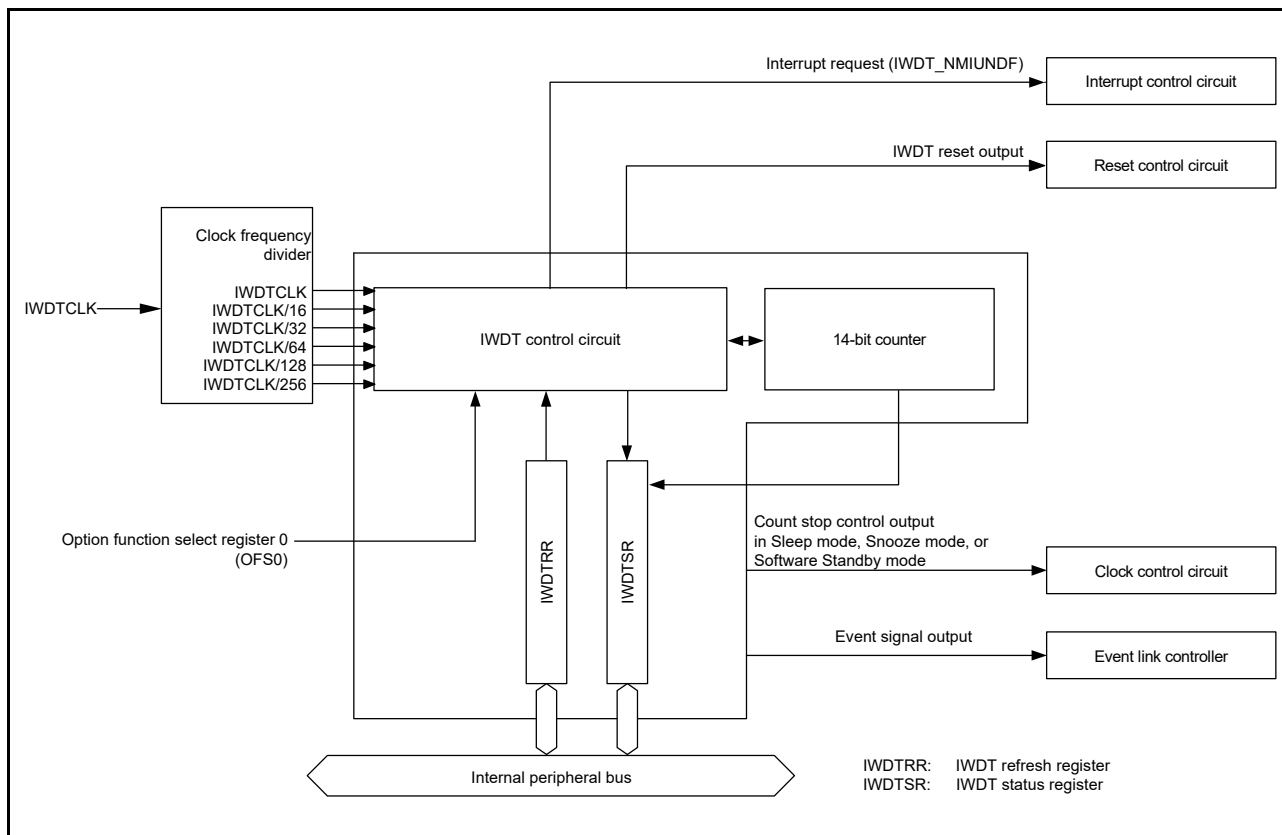 Interrupt request (IWDT_NMIUNDF)
Interrupt control circuit
IWDT reset output
Reset control circuit
Clock frequency
divider
IWDTCLK
IWDTCLK
IWDTCLK/16
IWDTCLK/32
IWDTCLK/64
IWDTCLK/128
IWDTCLK/256
IWDT control circuit
14-bit counter
Option function select register 0
(OFS0)
IWDTRR
IWDTSR
Count stop control output
in Sleep mode, Snooze mode, or
Software Standby mode
Clock control circuit
Event signal output
Event link controller
Internal peripheral bus
IWDTRR: IWDT refresh register
IWDTSR: IWDT status register